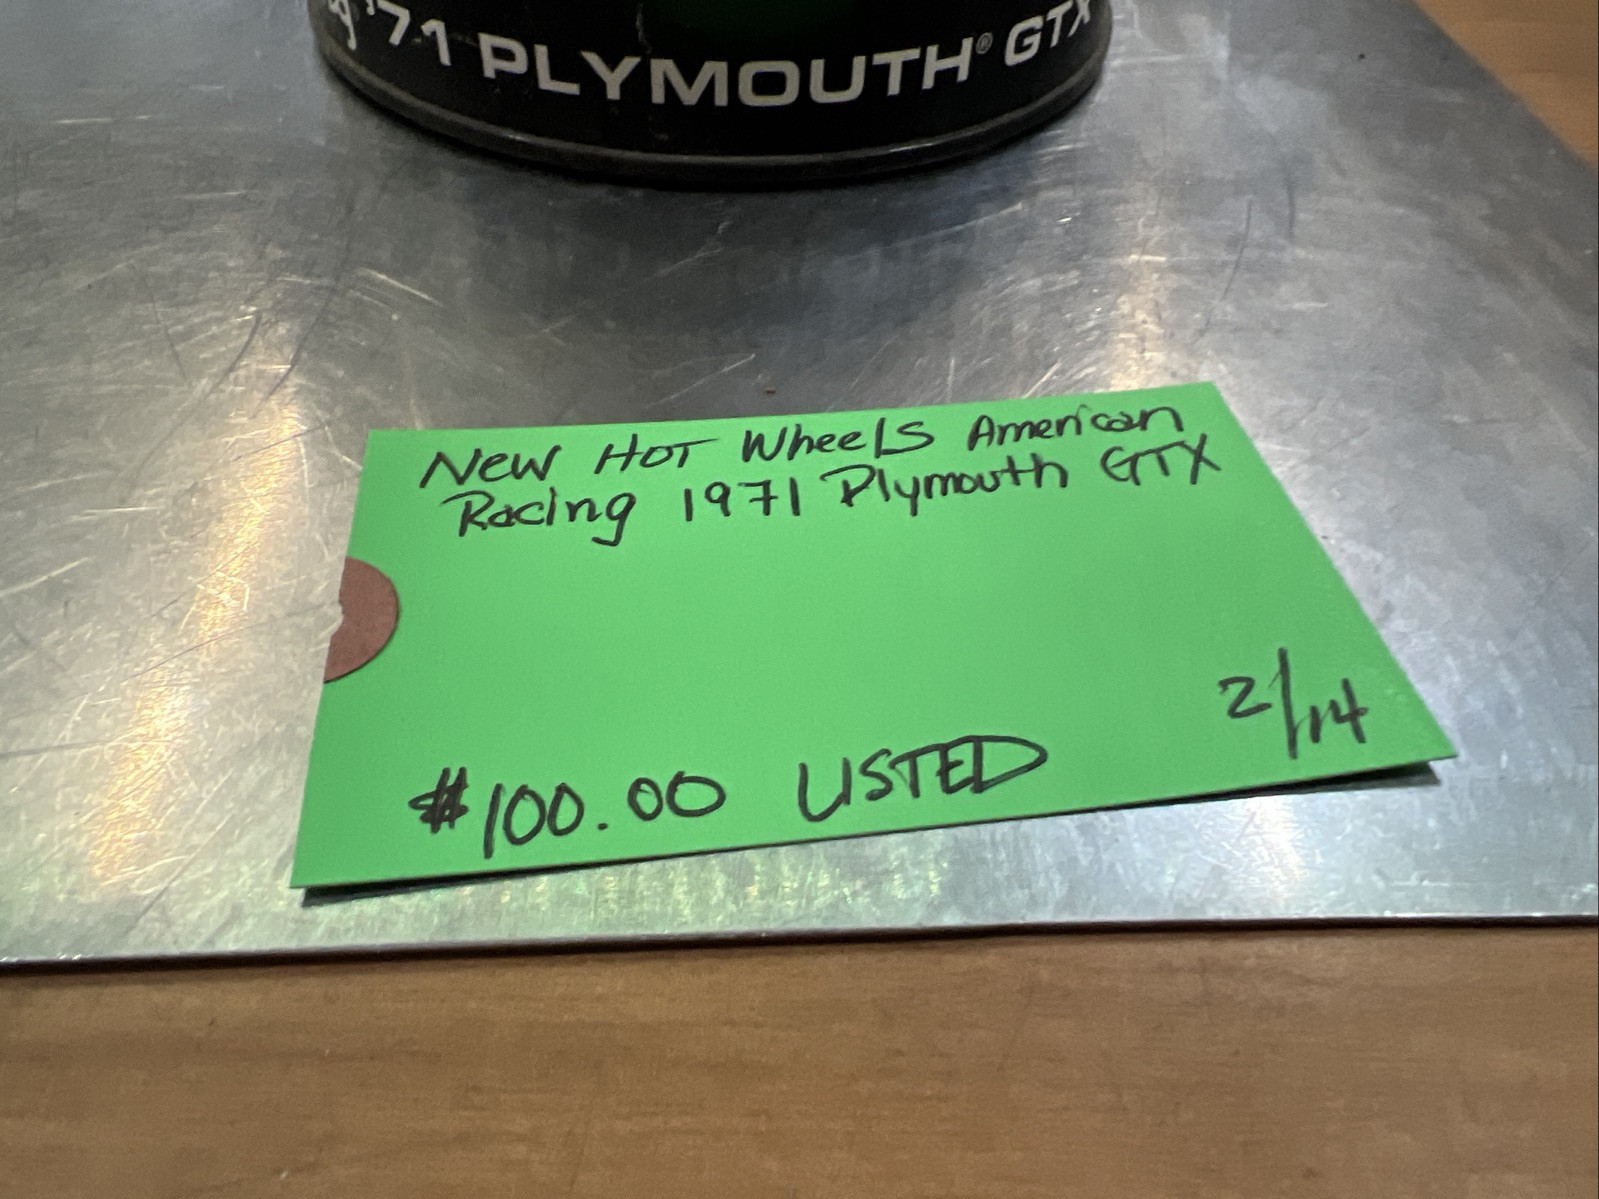 '71 PLYMOUTH® GTX
New HOT Wheels American
Racing 1971 Plymouth GTX
2/14
$100.00 LISTED